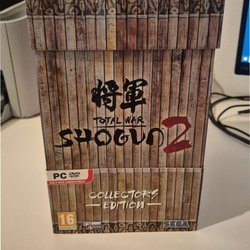 将軍
TOTAL WAR
SHOGUN 2
PC DVD
COLLECTOR'S
EDITION
16
SEGA